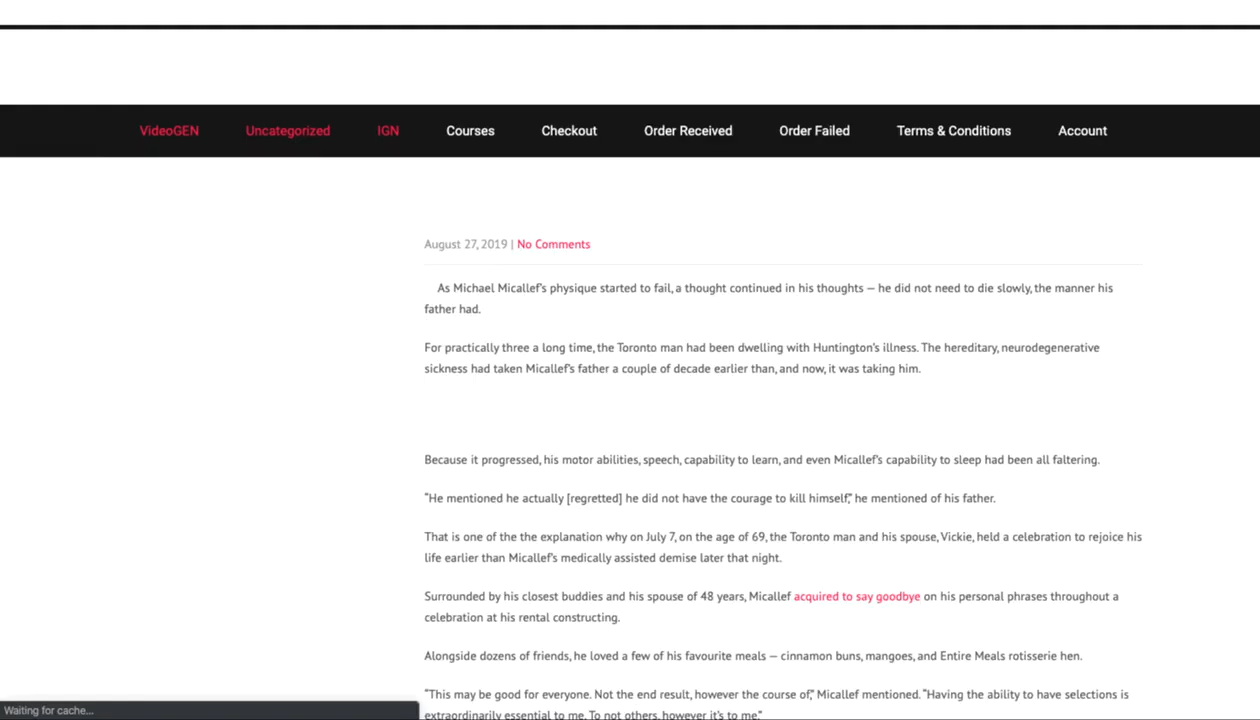 VideoGEN Uncategorized IGN Courses Checkout Order Received Order Failed Terms & Conditions Account
August 27, 2019 | No Comments
As Michael Micallef's physique started to fail, a thought continued in his thoughts — he did not need to die slowly, the manner his
father had.
For practically three a long time, the Toronto man had been dwelling with Huntington's illness. The hereditary, neurodegenerative
sickness had taken Micallef's father a couple of decade earlier than, and now, it was taking him.
Because it progressed, his motor abilities, speech, capability to learn, and even Micallef's capability to sleep had been all faltering.
“He mentioned he actually [regretted] he did not have the courage to kill himself,” he mentioned of his father.
That is one of the the explanation why on July 7, on the age of 69, the Toronto man and his spouse, Vickie, held a celebration to rejoice his
life earlier than Micallef's medically assisted demise later that night.
Surrounded by his closest buddies and his spouse of 48 years, Micallef acquired to say goodbye on his personal phrases throughout a
celebration at his rental constructing.
Alongside dozens of friends, he loved a few of his favourite meals — cinnamon buns, mangoes, and Entire Meals rotisserie hen.
“This may be good for everyone. Not the end result, however the course of,” Micallef mentioned. “Having the ability to have selections is
extraordinarily essential to me. To not others, however it's to me.”
Waiting for cache...